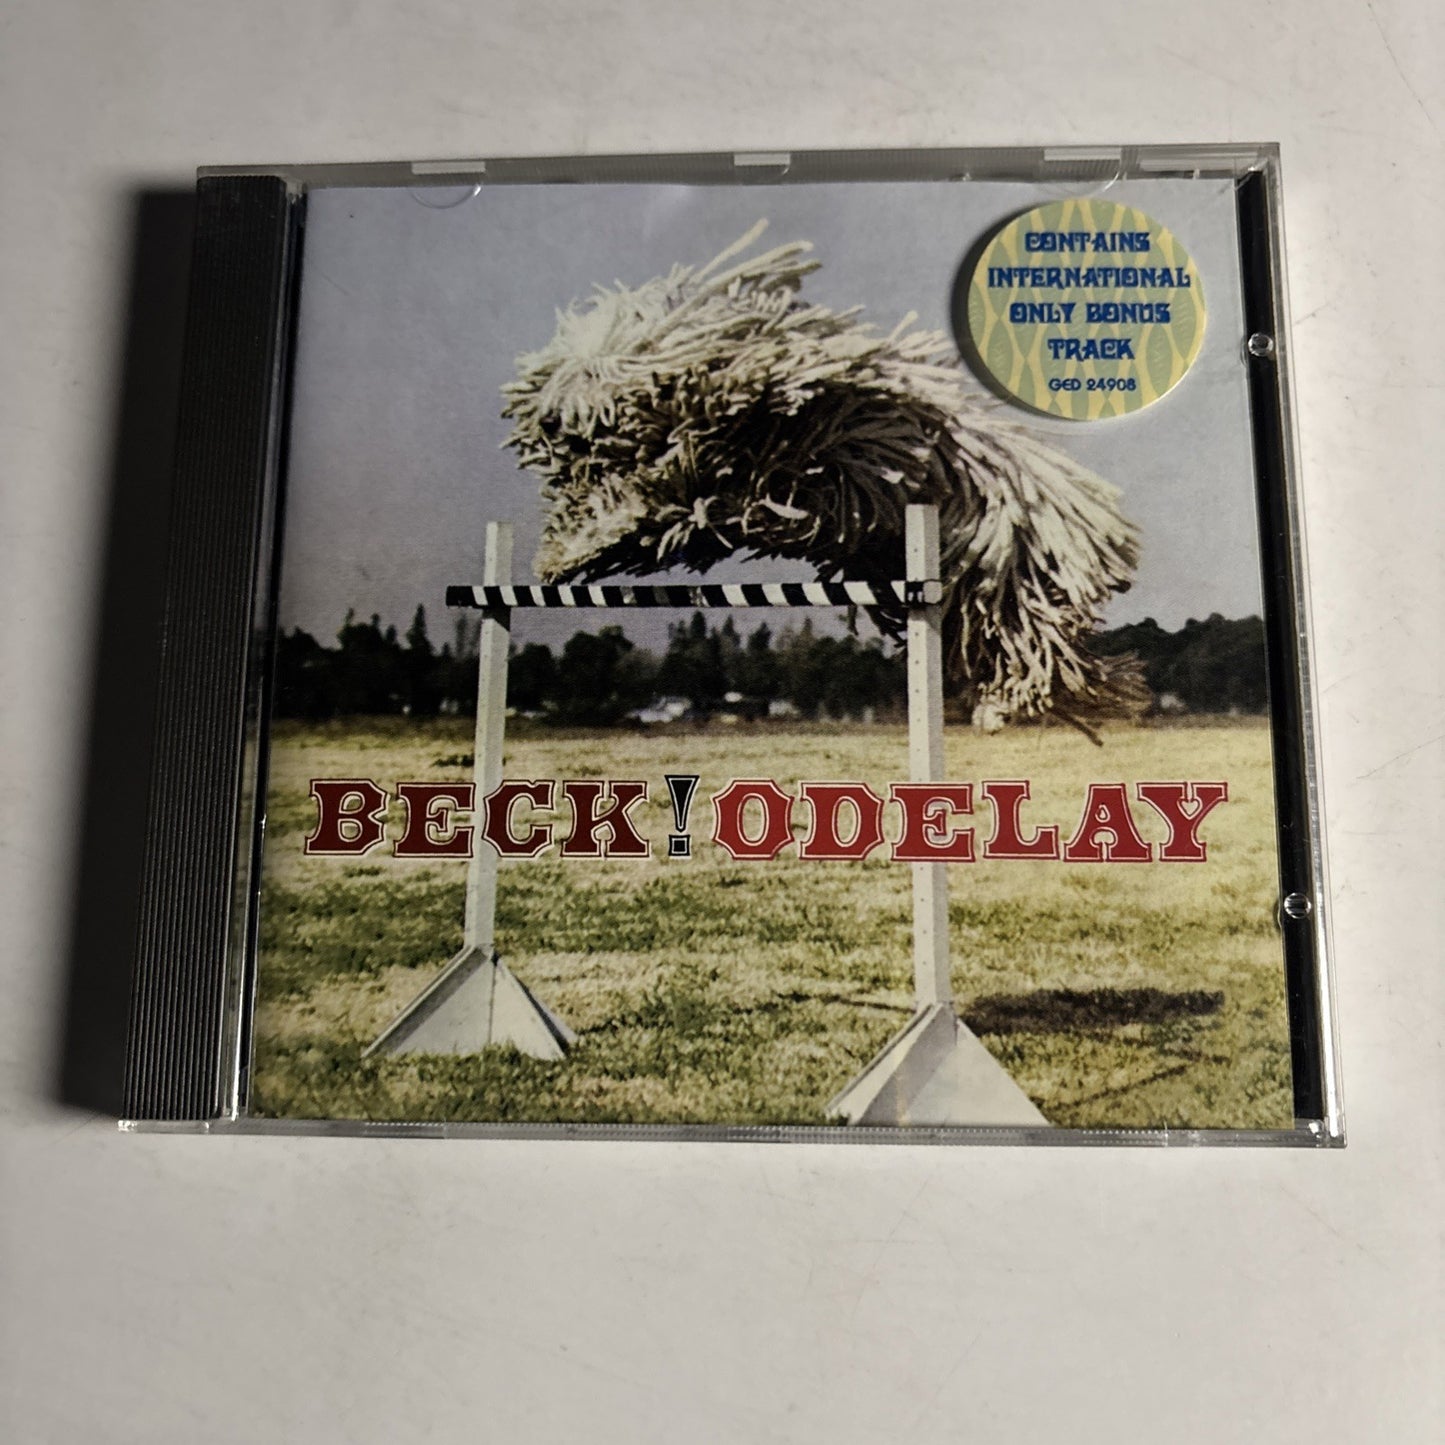 CONTAINS
INTERNATIONAL
ONLY BONUS
TRACK
GED 24908
BECK! ODELAY